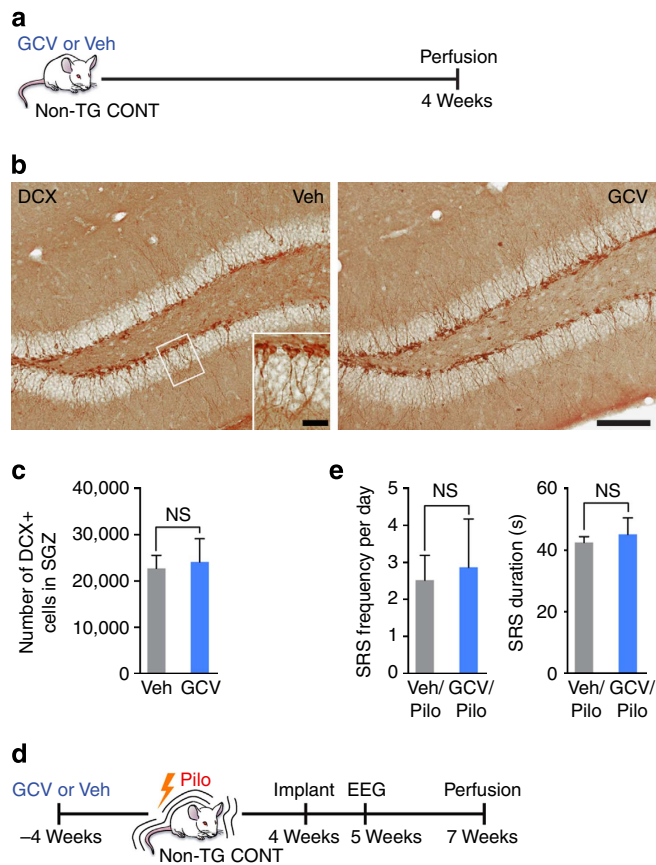 a
GCV or Veh
Non-TG CONT
Perfusion
4 Weeks
b
DCX
Veh
GCV
c
Number of DCX+
cells in SGZ
40,000
30,000
20,000
10,000
0
NS
Veh
GCV
e
SRS frequency per day
5
4
3
2
1
0
NS
Veh/
Pilo
GCV/
Pilo
SRS duration (s)
60
40
20
0
NS
Veh/
Pilo
GCV/
Pilo
d
GCV or Veh
–4 Weeks
Pilo
Non-TG CONT
Implant
4 Weeks
EEG
5 Weeks
Perfusion
7 Weeks